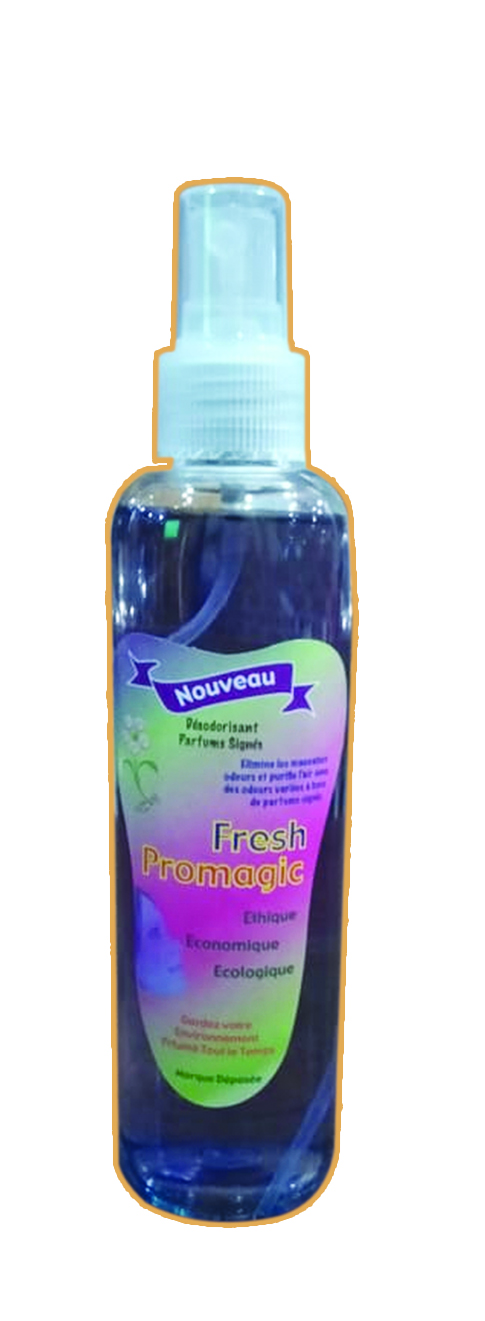 Nouveau
Désodorisant
Parfums Signés
Elimine les mauvaises
odeurs et purifie l'air avec
des odeurs variées à base
de parfums signés
Fresh
Promagic
Ethique
Economique
Ecologique
Gardez votre
Environnement
Tout le Temps
Marque Déposée